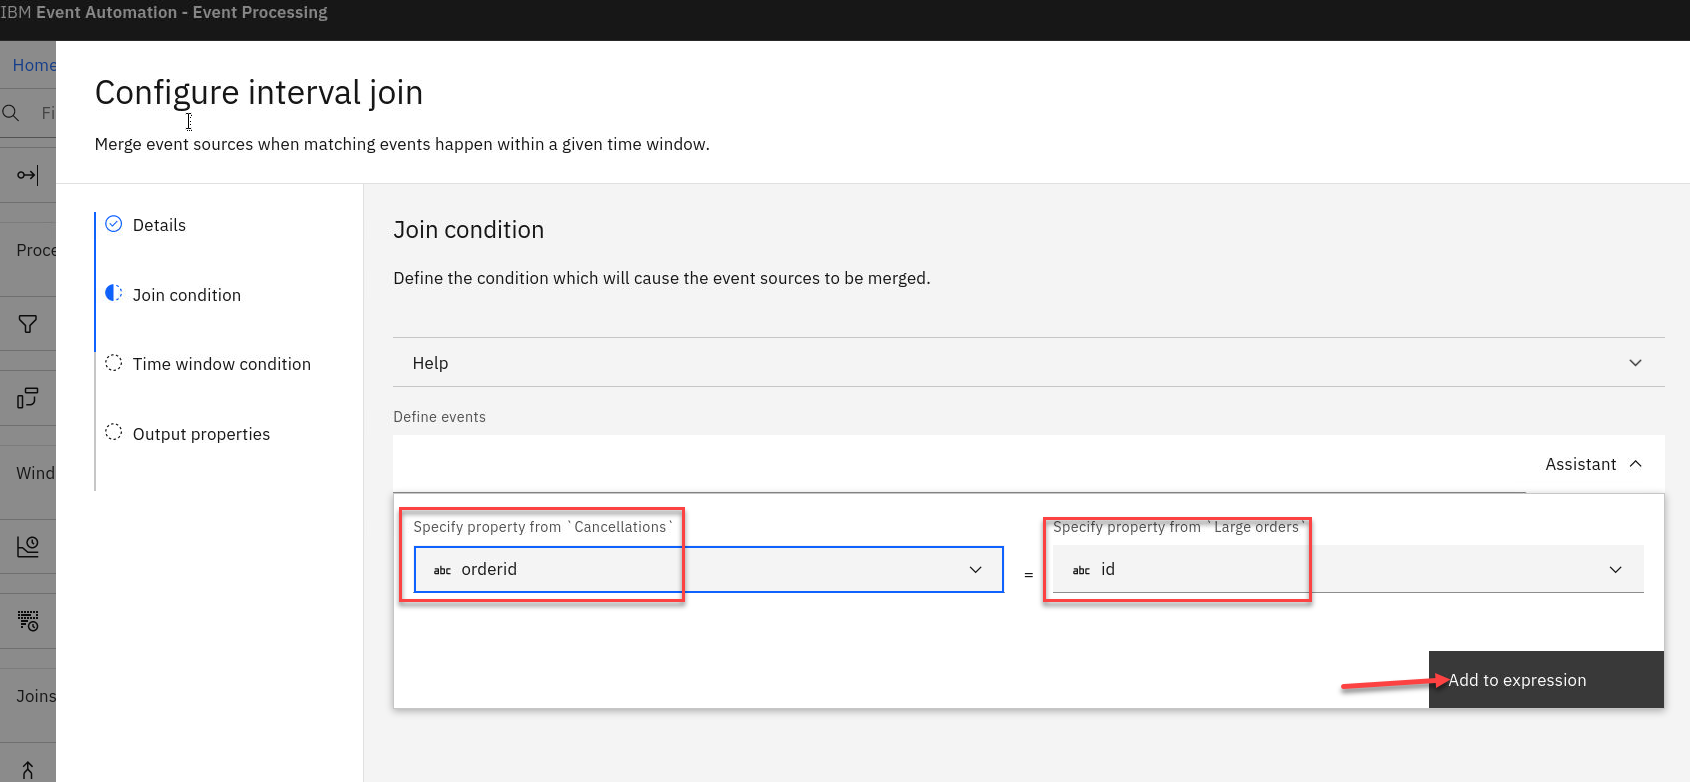 IBM Event Automation - Event Processing
Home
Fi
Configure interval join
Merge event sources when matching events happen within a given time window.
Proce
Wind
Joins
Details
Join condition
Time window condition
Output properties
Join condition
Define the condition which will cause the event sources to be merged.
Help
Define events
Assistant
Specify property from `Cancellations`
abc orderid
=
Specify property from `Large orders`
abc id
Add to expression